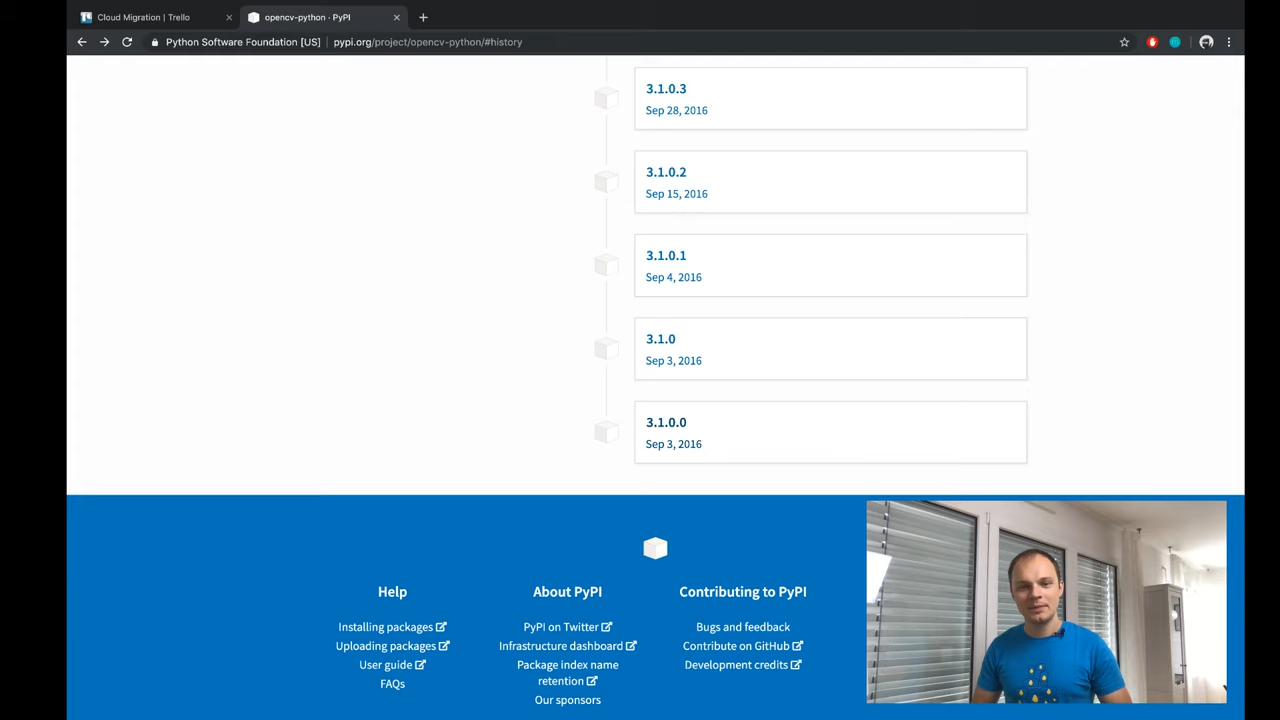 Cloud Migration | Trello
opencv-python · PyPI
Python Software Foundation [US]
pypi.org/project/opencv-python/#history
3.1.0.3
Sep 28, 2016
3.1.0.2
Sep 15, 2016
3.1.0.1
Sep 4, 2016
3.1.0
Sep 3, 2016
3.1.0.0
Sep 3, 2016
Help
Installing packages
Uploading packages
User guide
FAQs
About PyPI
PyPI on Twitter
Infrastructure dashboard
Package index name
retention
Our sponsors
Contributing to PyPI
Bugs and feedback
Contribute on GitHub
Development credits